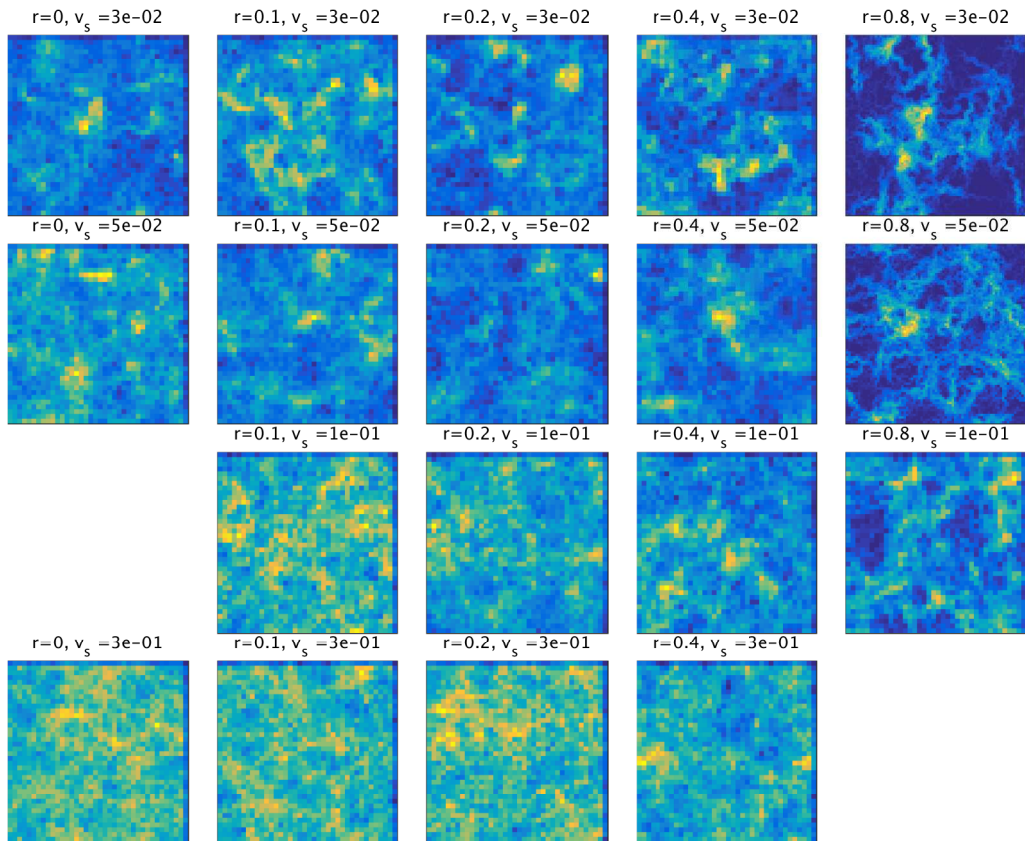 r=0, v_s =3e-02
r=0.1, v_s =3e-02
r=0.2, v_s =3e-02
r=0.4, v_s =3e-02
r=0.8, v_s =3e-02
r=0, v_s =5e-02
r=0.1, v_s =5e-02
r=0.2, v_s =5e-02
r=0.4, v_s =5e-02
r=0.8, v_s =5e-02
r=0.1, v_s =1e-01
r=0.2, v_s =1e-01
r=0.4, v_s =1e-01
r=0.8, v_s =1e-01
r=0, v_s =3e-01
r=0.1, v_s =3e-01
r=0.2, v_s =3e-01
r=0.4, v_s =3e-01